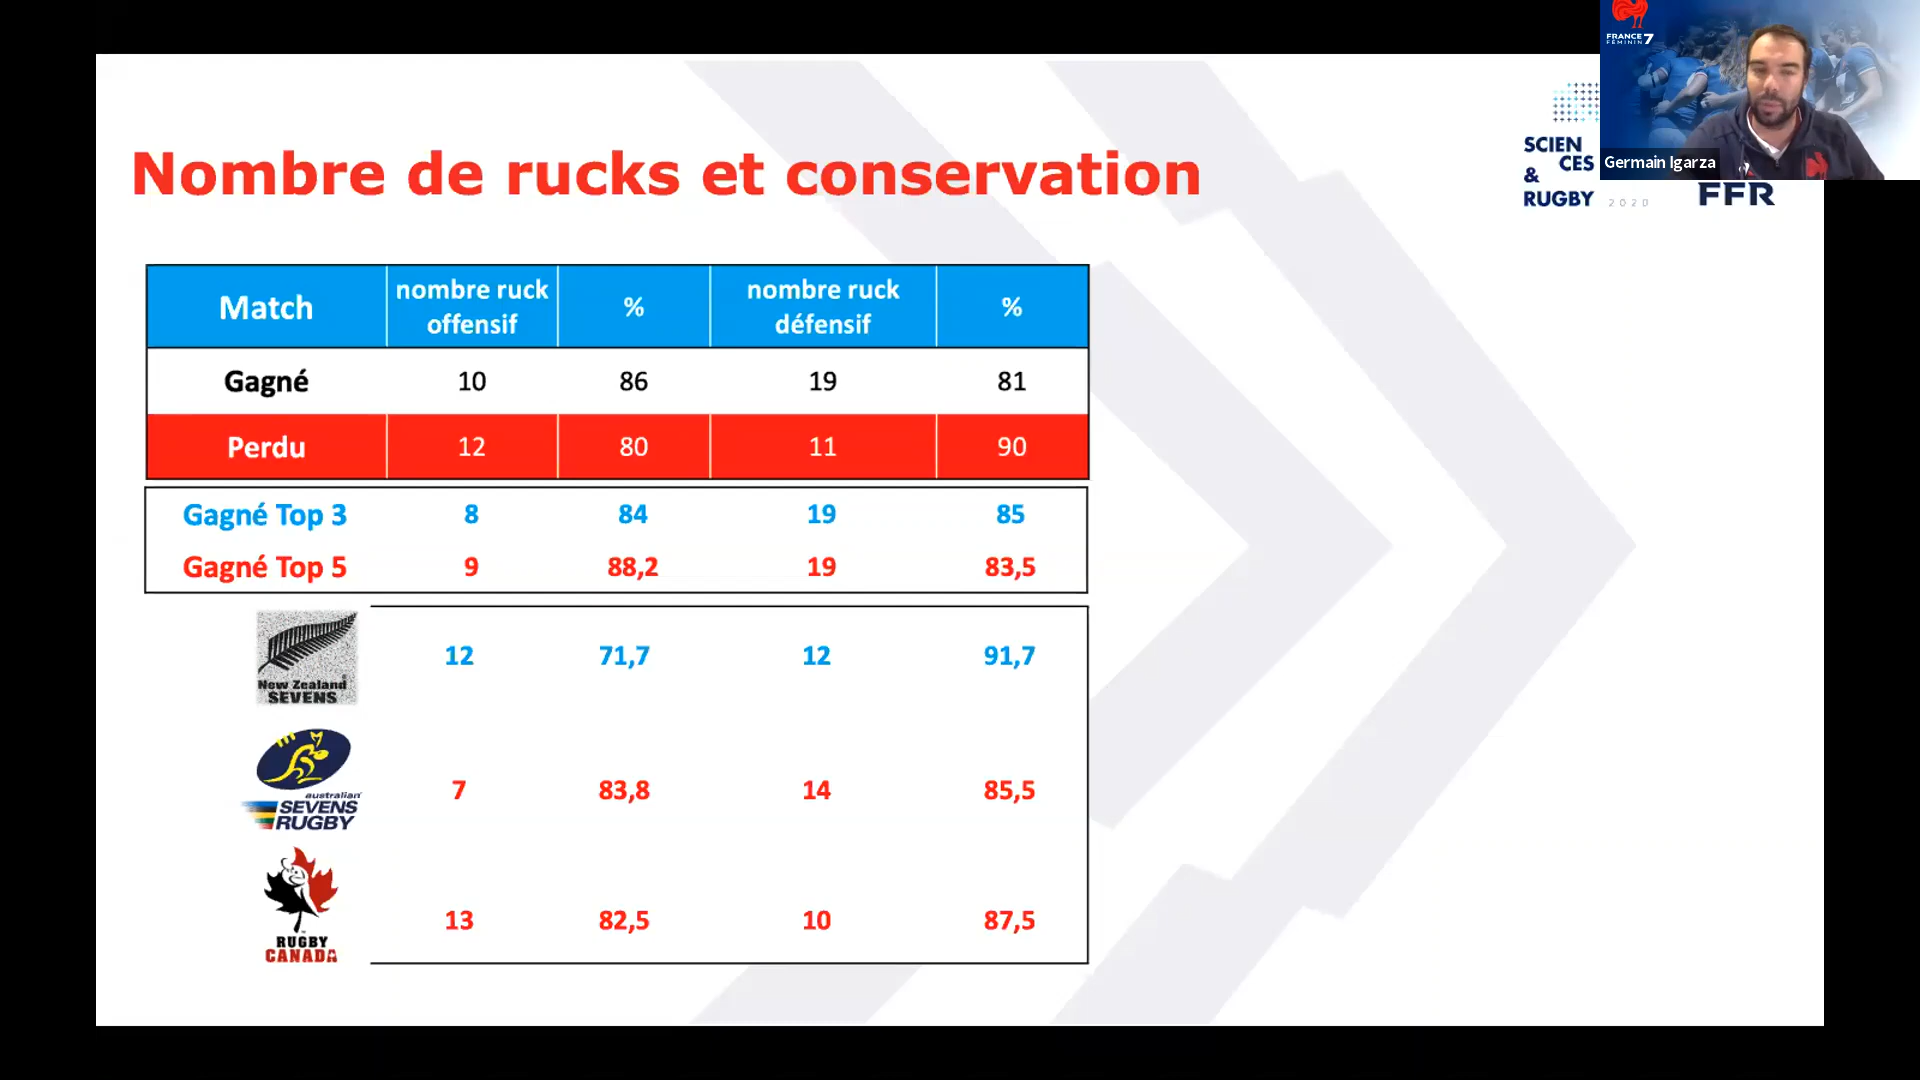 FRANCE 7
FÉMININ
Germain Igarza
SCIEN
CES
&
RUGBY 2020
FFR
Nombre de rucks et conservation
Match nombre ruck offensif % nombre ruck défensif %
Gagné 10 86 19 81
Perdu 12 80 11 90
Gagné Top 3 8 84 19 85
Gagné Top 5 9 88,2 19 83,5
New Zealand
SEVENS
12 71,7 12 91,7
australian
SEVENS
RUGBY
7 83,8 14 85,5
RUGBY
CANADA
13 82,5 10 87,5